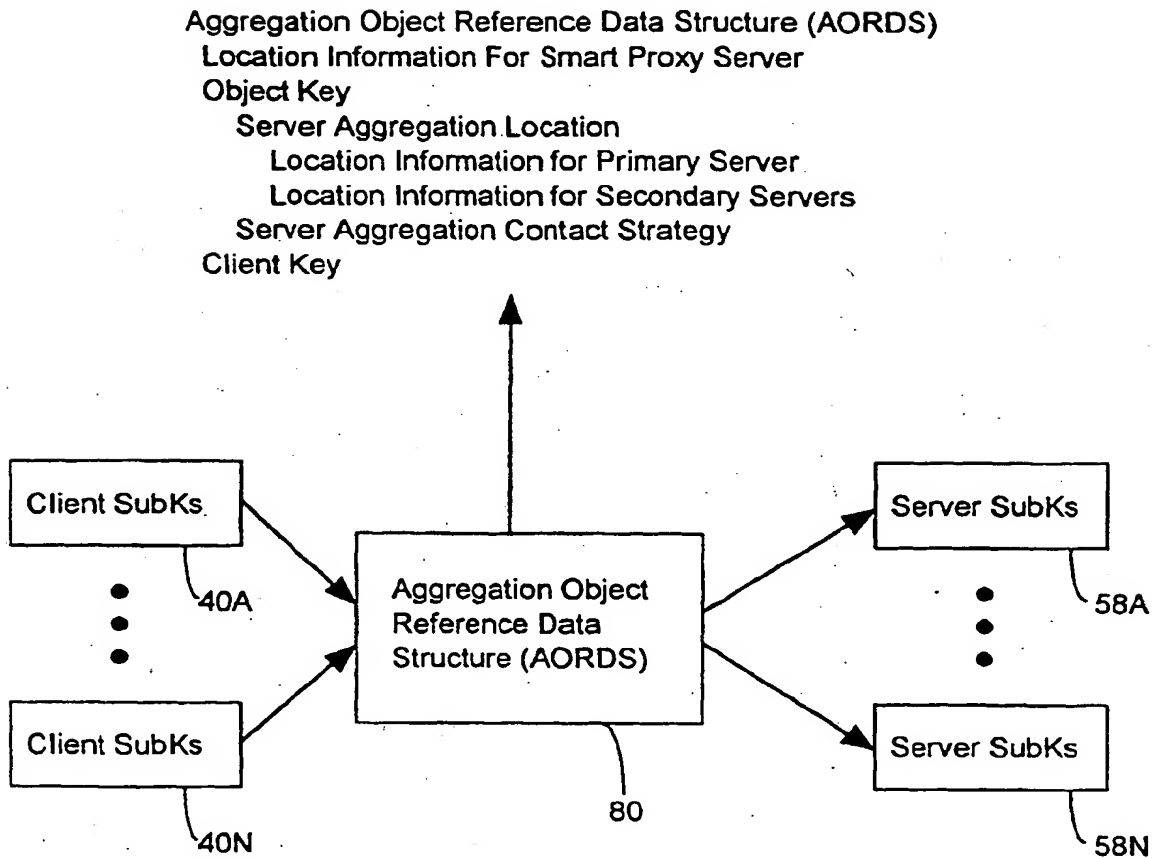 Aggregation Object Reference Data Structure (AORDS)
Location Information For Smart Proxy Server
Object Key
Server Aggregation Location
Location Information for Primary Server
Location Information for Secondary Servers
Server Aggregation Contact Strategy
Client Key
Client SubKs
40A
Client SubKs
40N
Aggregation Object
Reference Data
Structure (AORDS)
80
Server SubKs
58A
Server SubKs
58N